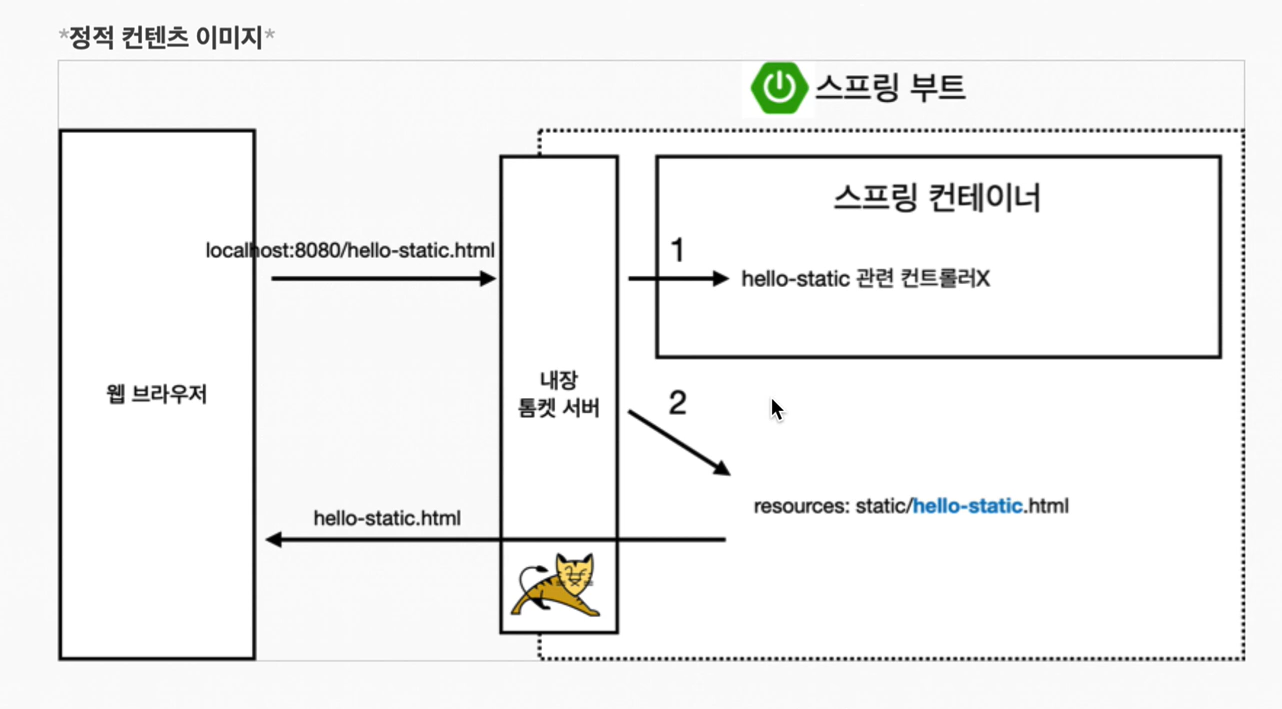 *정적 컨텐츠 이미지*
스프링 부트
스프링 컨테이너
localhost:8080/hello-static.html
1
hello-static 관련 컨트롤러X
웹 브라우저
내장
톰켓 서버
2
resources: static/hello-static.html
hello-static.html